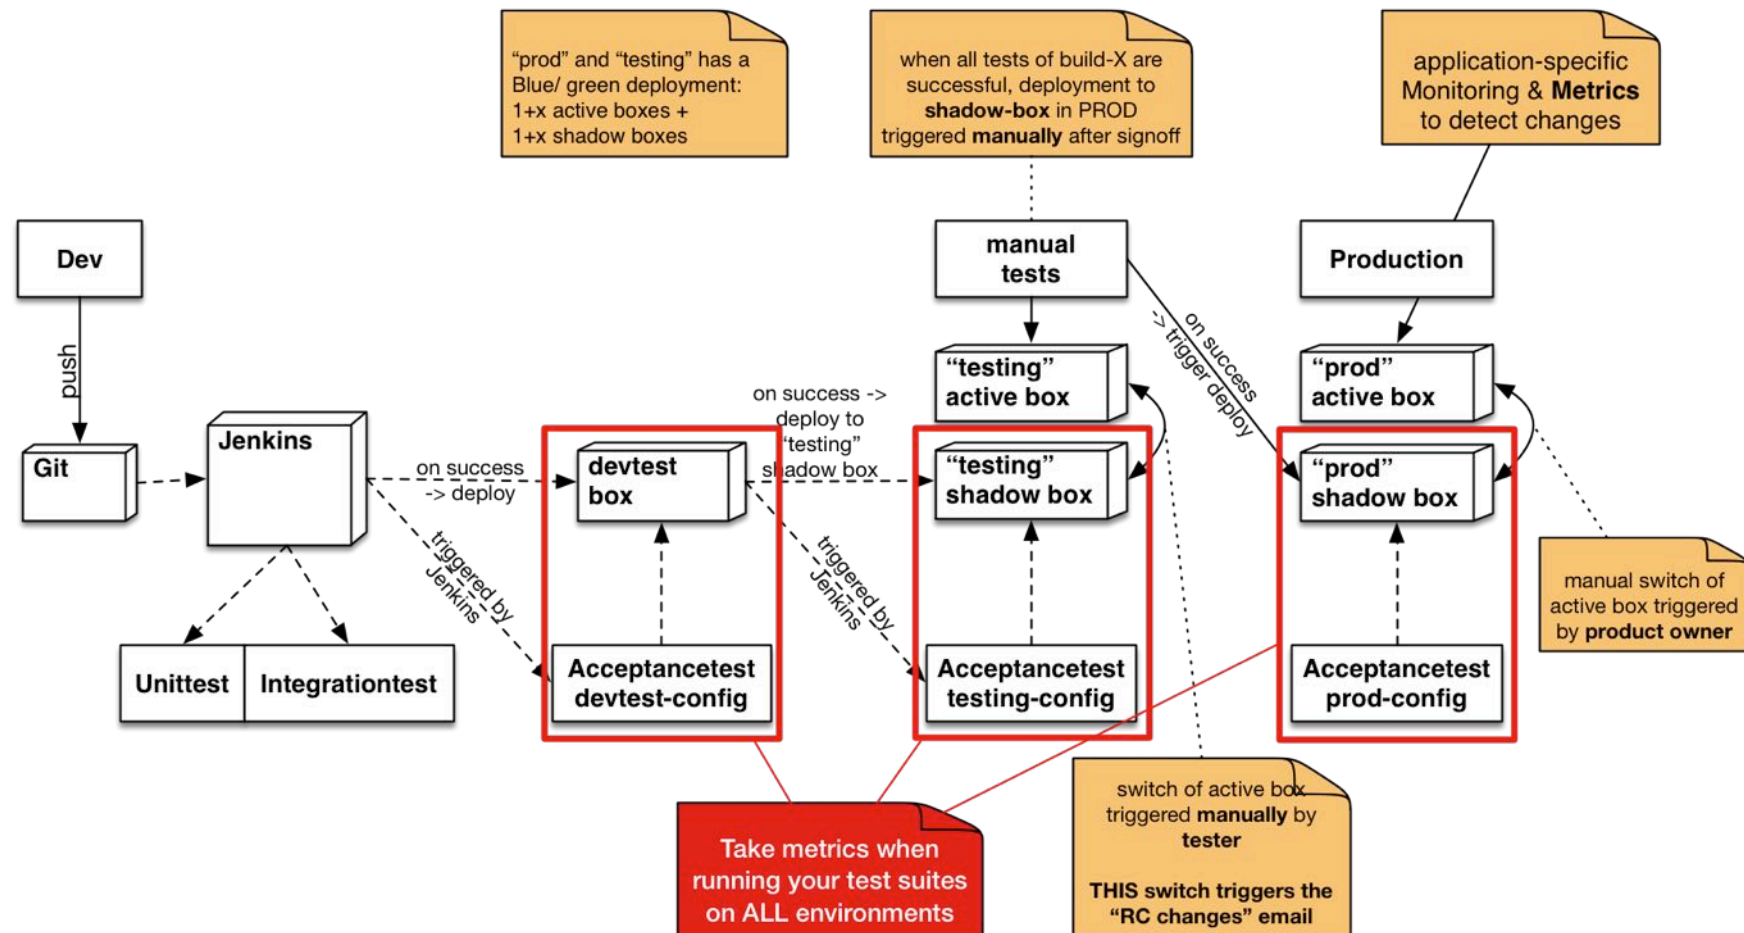 “prod” and “testing” has a
Blue/ green deployment:
1+x active boxes +
1+x shadow boxes
when all tests of build-X are
successful, deployment to
shadow-box in PROD
triggered manually after signoff
application-specific
Monitoring & Metrics
to detect changes
Dev
push
Git
Jenkins
Unittest
Integrationtest
on success
-> deploy
triggered by
Jenkins
devtest
box
Acceptancetest
devtest-config
on success ->
deploy to
“testing”
shadow box
triggered by
Jenkins
manual
tests
“testing”
active box
“testing”
shadow box
Acceptancetest
testing-config
on success
-> trigger deploy
Production
“prod”
active box
“prod”
shadow box
Acceptancetest
prod-config
manual switch of
active box triggered
by product owner
Take metrics when
running your test suites
on ALL environments
switch of active box
triggered manually by
tester
THIS switch triggers the
“RC changes” email